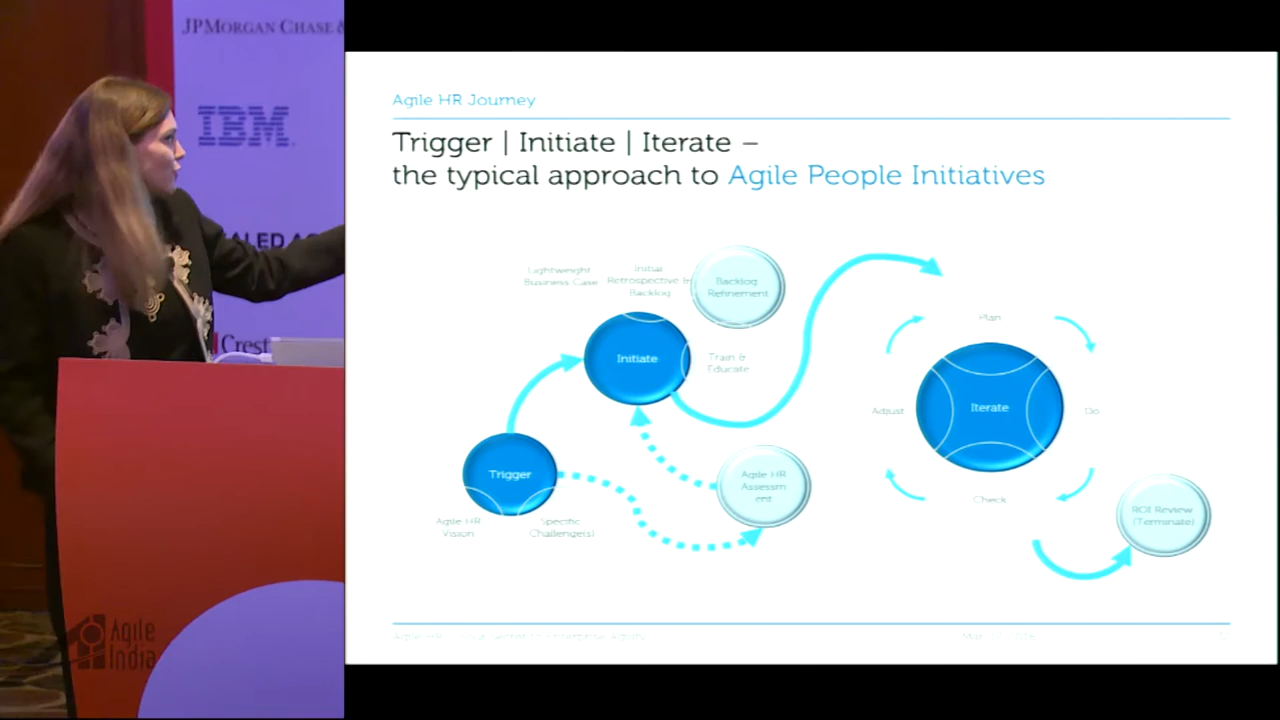 JPMORGAN CHASE &
IBM
Crest
Agile
India
Agile HR Journey
Trigger | Initiate | Iterate –
the typical approach to Agile People Initiatives
Lightweight
Business Case
Initial
Retrospective &
Backlog
Backlog
Refinement
Initiate
Train &
Educate
Trigger
Agile HR
Vision
Specific
Challenge(s)
Agile HR
Assessm
ent
Plan
Adjust
Iterate
Do
Check
ROI Review
(Terminate)